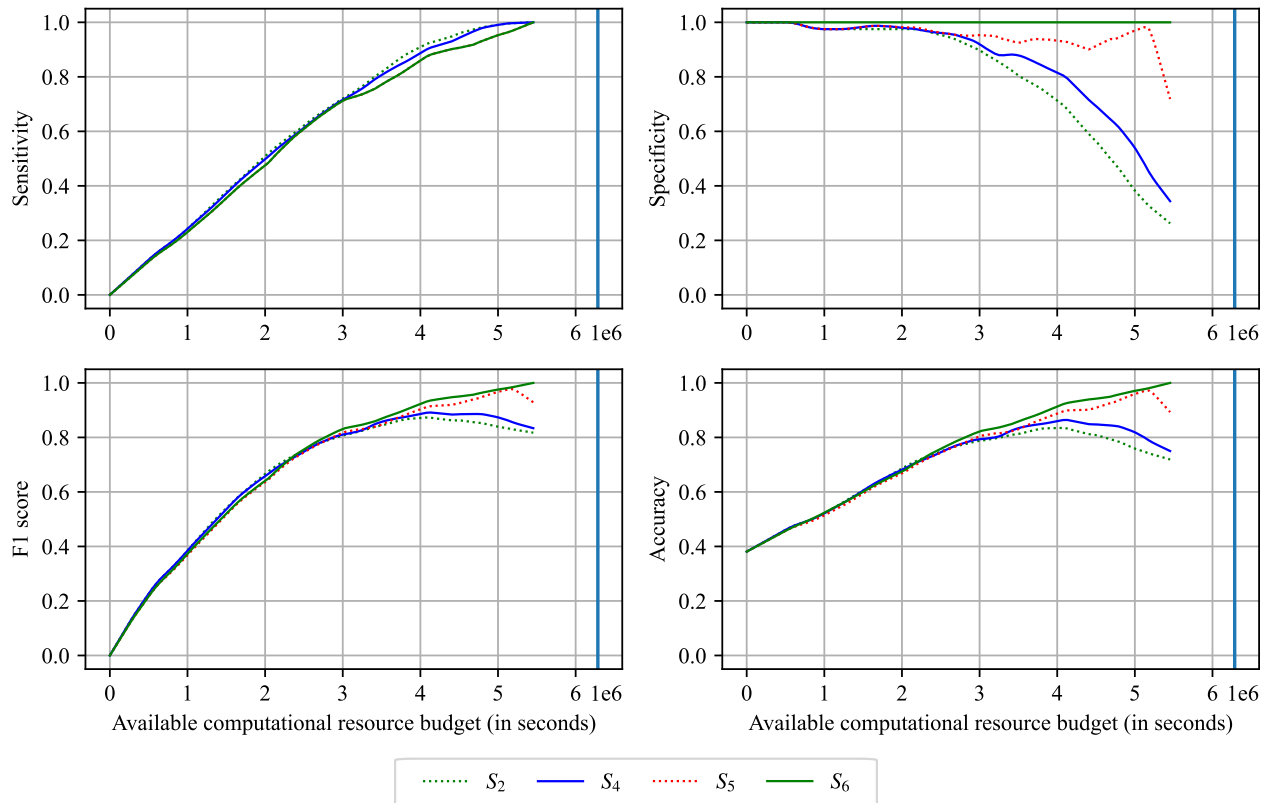 1.0
0.8
0.6
0.4
0.2
0.0
Sensitivity
0 1 2 3 4 5 6 1e6
1.0
0.8
0.6
0.4
0.2
0.0
Specificity
0 1 2 3 4 5 6 1e6
1.0
0.8
0.6
0.4
0.2
0.0
F1 score
0 1 2 3 4 5 6 1e6
Available computational resource budget (in seconds)
1.0
0.8
0.6
0.4
0.2
0.0
Accuracy
0 1 2 3 4 5 6 1e6
Available computational resource budget (in seconds)
S2 S4 S5 S6